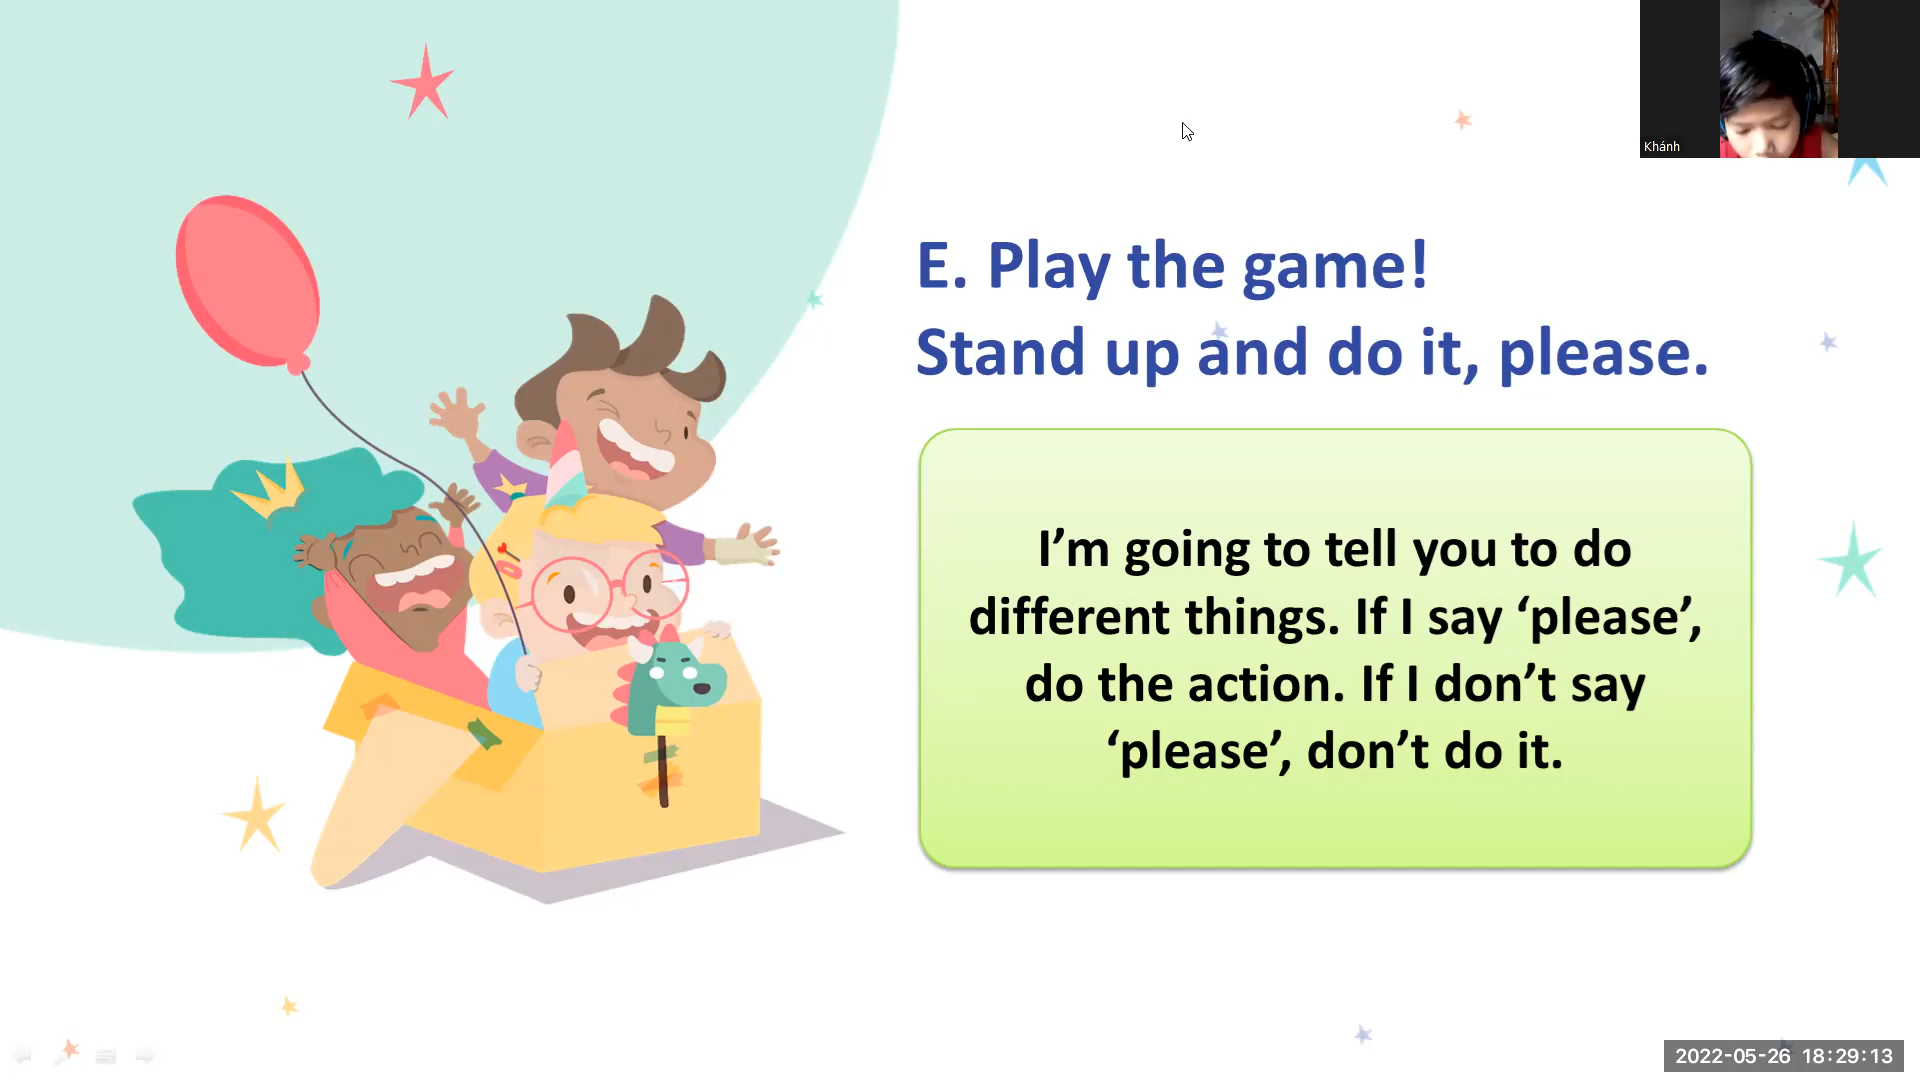 Khánh
E. Play the game!
Stand up and do it, please.
I’m going to tell you to do
different things. If I say ‘please’,
do the action. If I don’t say
‘please’, don’t do it.
2022-05-26 18:29:13